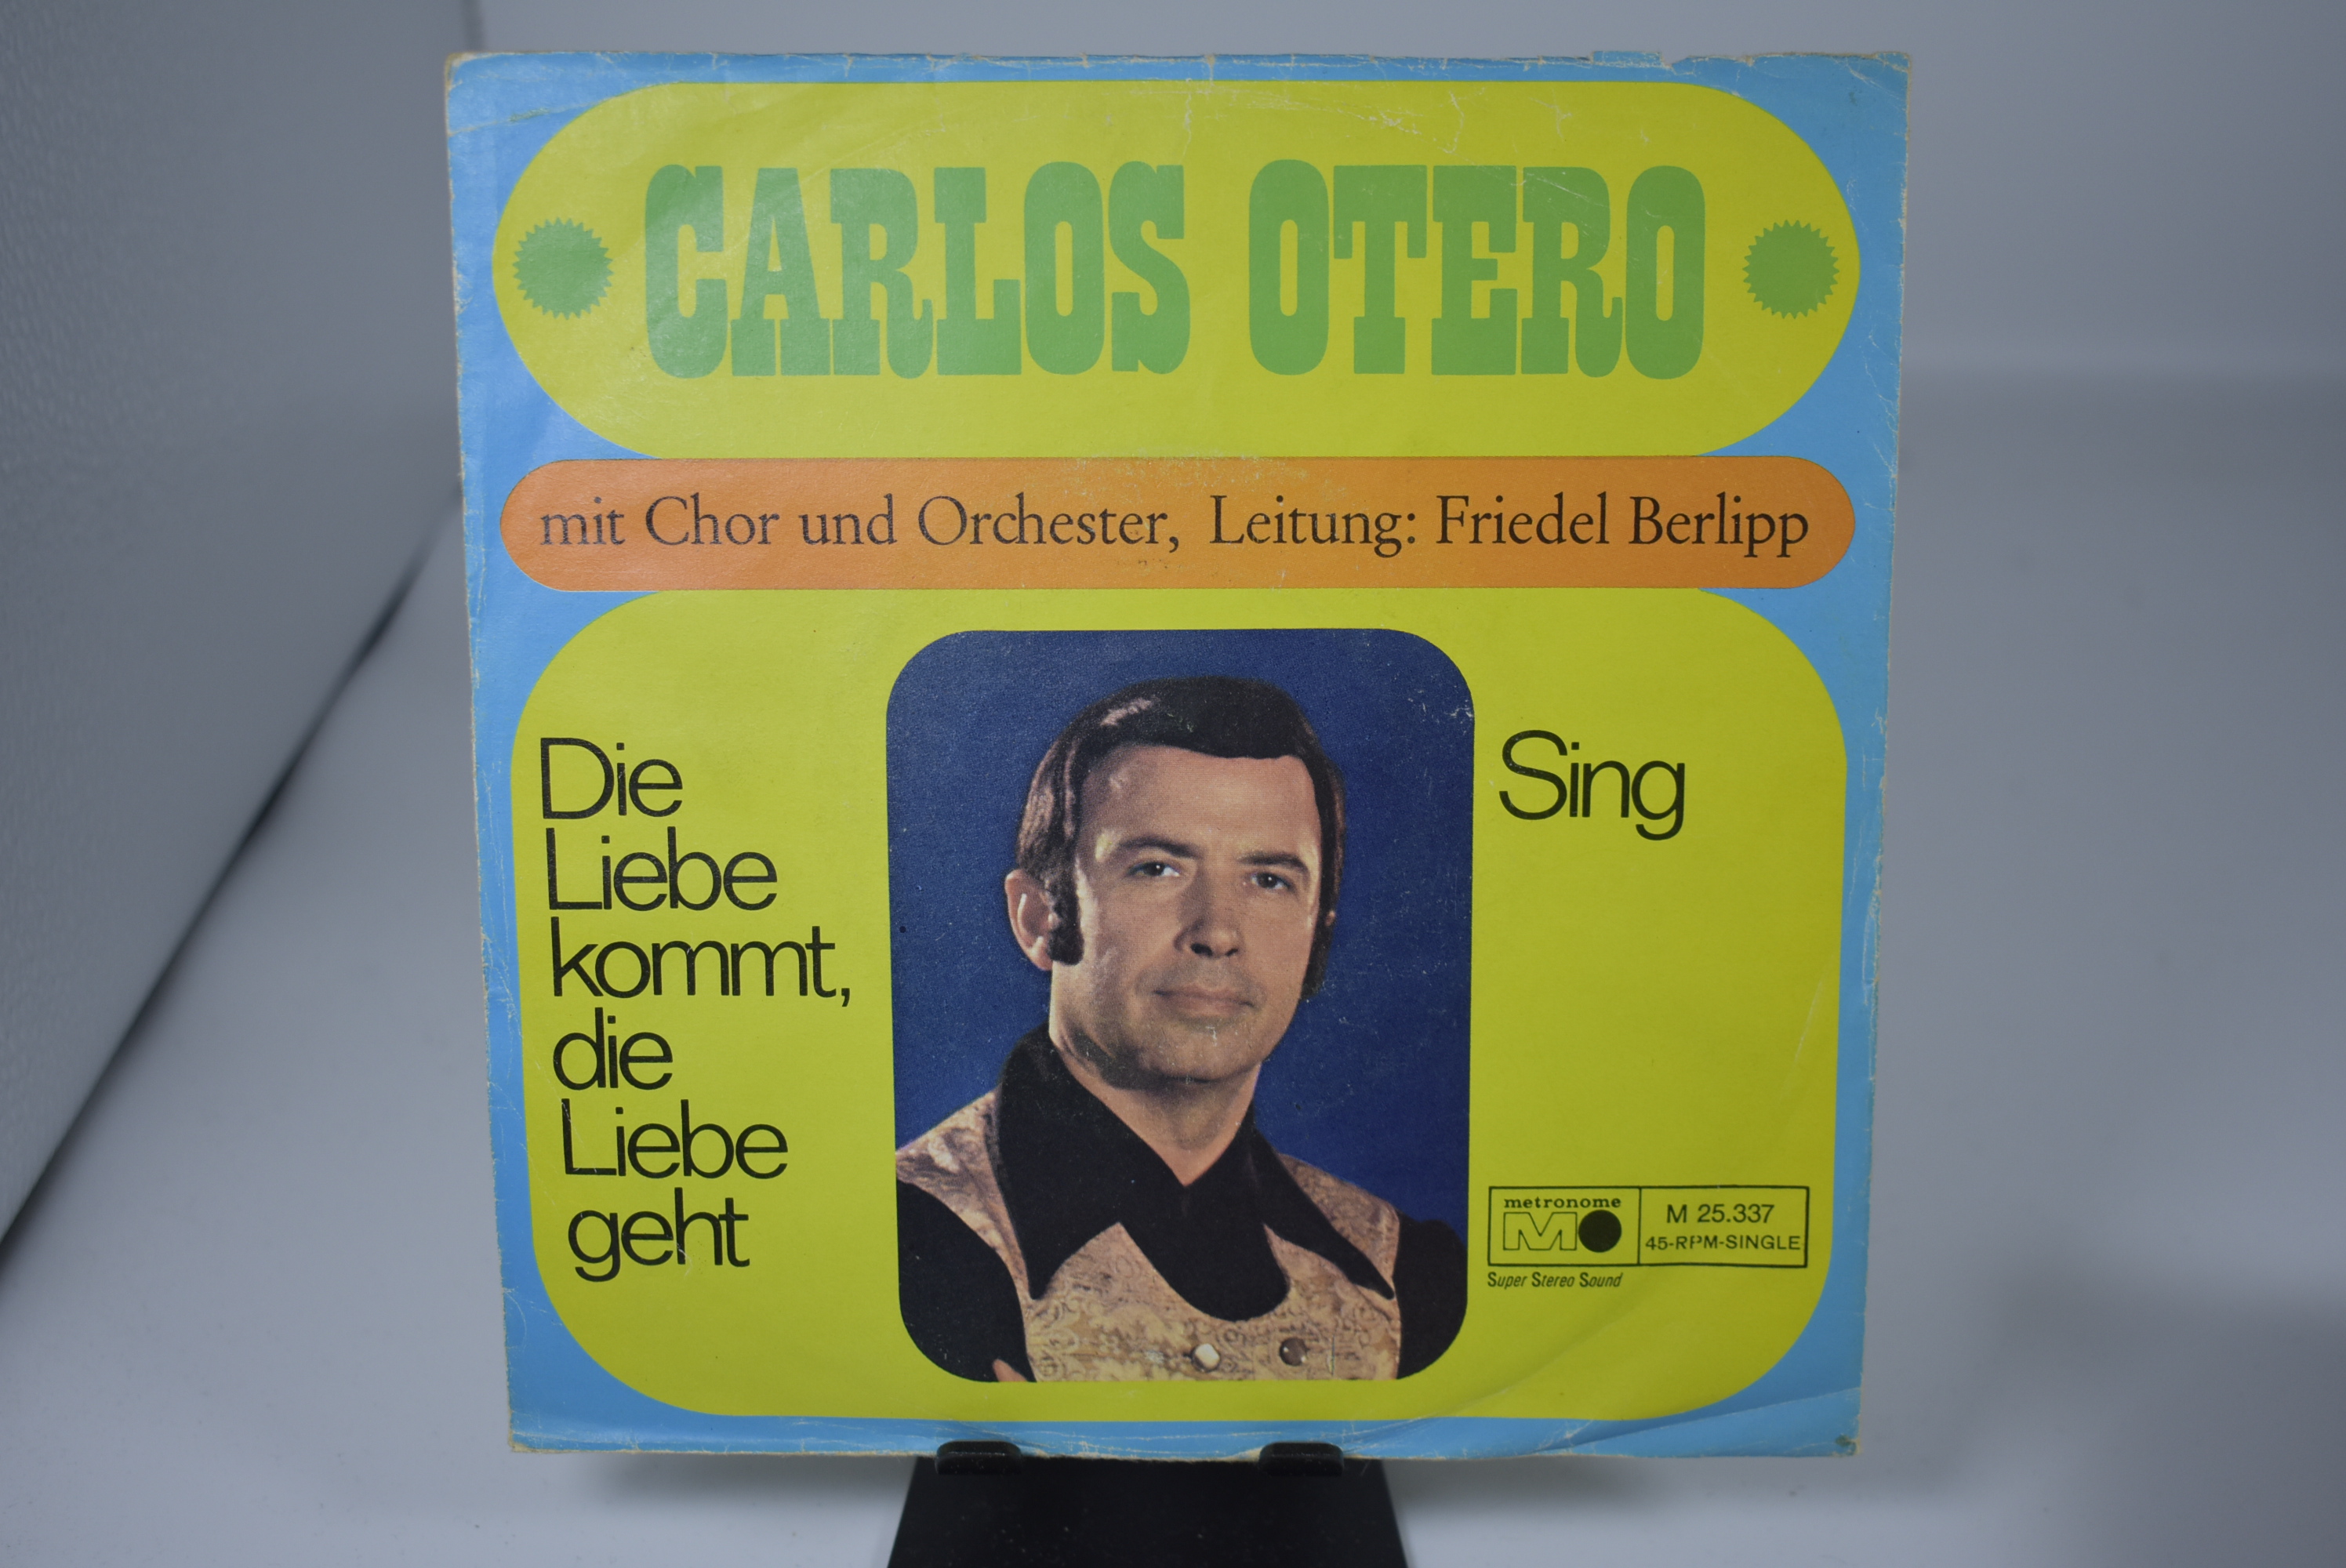 CARLOS OTERO
mit Chor und Orchester, Leitung: Friedel Berlipp
Die
Liebe
kommt,
die
Liebe
geht
Sing
metronome
M
M 25.337
45-RPM-SINGLE
Super Stereo Sound